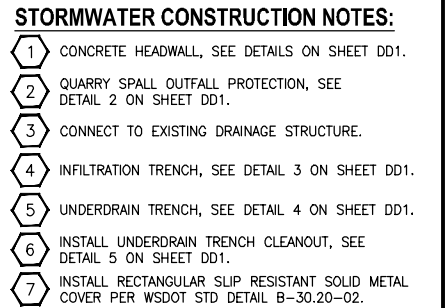 STORMWATER CONSTRUCTION NOTES:
1 CONCRETE HEADWALL, SEE DETAILS ON SHEET DD1.
2 QUARRY SPALL OUTFALL PROTECTION, SEE
DETAIL 2 ON SHEET DD1.
3 CONNECT TO EXISTING DRAINAGE STRUCTURE.
4 INFILTRATION TRENCH, SEE DETAIL 3 ON SHEET DD1.
5 UNDERDRAIN TRENCH, SEE DETAIL 4 ON SHEET DD1.
6 INSTALL UNDERDRAIN TRENCH CLEANOUT, SEE
DETAIL 5 ON SHEET DD1.
7 INSTALL RECTANGULAR SLIP RESISTANT SOLID METAL
COVER PER WSDOT STD DETAIL B-30.20-02.